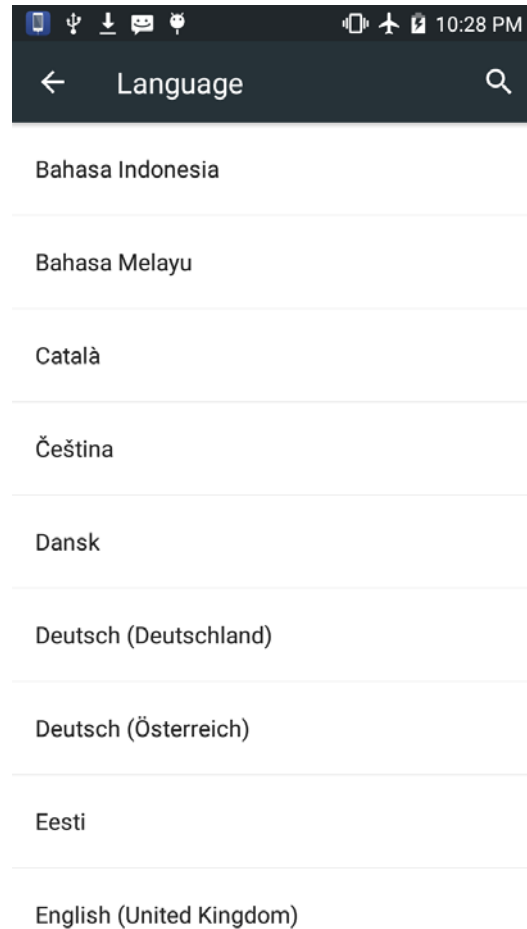 10:28 PM
Language
Bahasa Indonesia
Bahasa Melayu
Català
Čeština
Dansk
Deutsch (Deutschland)
Deutsch (Österreich)
Eesti
English (United Kingdom)